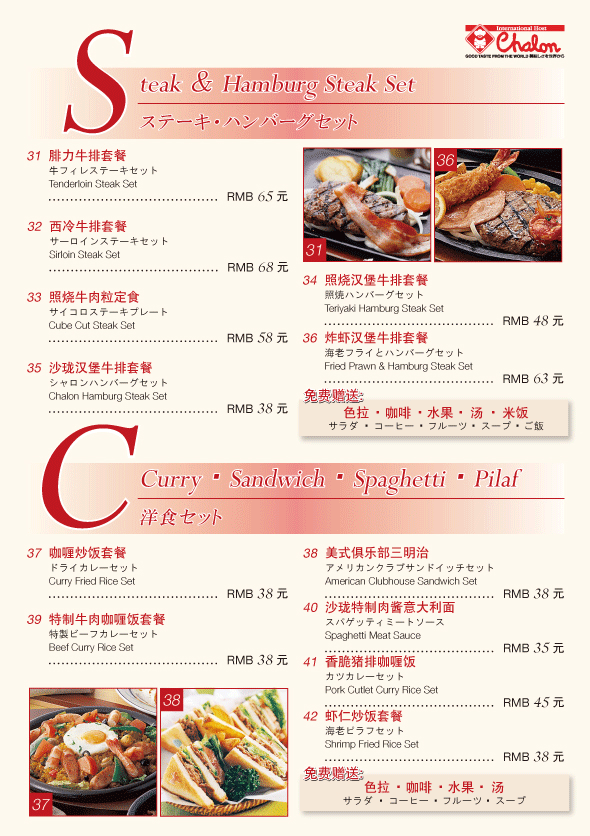 International Host
Chalon
GOOD TASTE FROM THE WORLD 美味しさを世界から
Steak & Hamburg Steak Set
ステーキ・ハンバーグセット
31 腓力牛排套餐
牛フィレステーキセット
Tenderloin Steak Set
RMB 65 元
32 西冷牛排套餐
サーロインステーキセット
Sirloin Steak Set
RMB 68 元
33 照烧牛肉粒定食
サイコロステーキプレート
Cube Cut Steak Set
RMB 58 元
35 沙珑汉堡牛排套餐
シャロンハンバーグセット
Chalon Hamburg Steak Set
RMB 38 元
31
36
34 照烧汉堡牛排套餐
照焼ハンバーグセット
Teriyaki Hamburg Steak Set
RMB 48 元
36 炸虾汉堡牛排套餐
海老フライとハンバーグセット
Fried Prawn & Hamburg Steak Set
RMB 63 元
免费赠送:
色拉・咖啡・水果・汤・米饭
サラダ・コーヒー・フルーツ・スープ・ご飯
Curry・Sandwich・Spaghetti・Pilaf
洋食セット
37 咖喱炒饭套餐
ドライカレーセット
Curry Fried Rice Set
RMB 38 元
39 特制牛肉咖喱饭套餐
特製ビーフカレーセット
Beef Curry Rice Set
RMB 38 元
37
38
38 美式俱乐部三明治
アメリカンクラブサンドイッチセット
American Clubhouse Sandwich Set
RMB 38 元
40 沙珑特制肉酱意大利面
スパゲッティミートソース
Spaghetti Meat Sauce
RMB 35 元
41 香脆猪排咖喱饭
カツカレーセット
Pork Cutlet Curry Rice Set
RMB 45 元
42 虾仁炒饭套餐
海老ピラフセット
Shrimp Fried Rice Set
RMB 38 元
免费赠送:
色拉・咖啡・水果・汤
サラダ・コーヒー・フルーツ・スープ